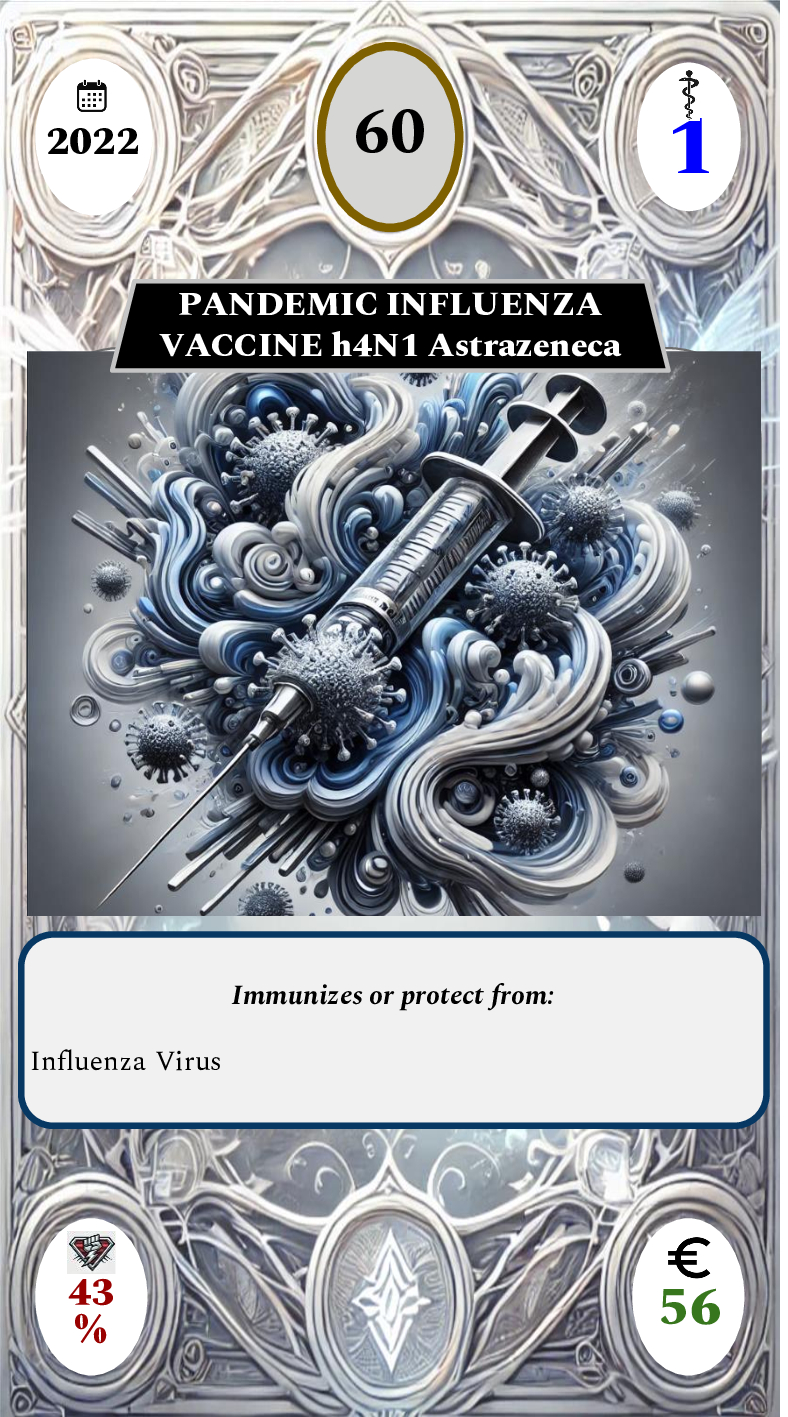 2022
60
1
PANDEMIC INFLUENZA
VACCINE h4N1 Astrazeneca
Immunizes or protect from:
Influenza Virus
43
%
€
56